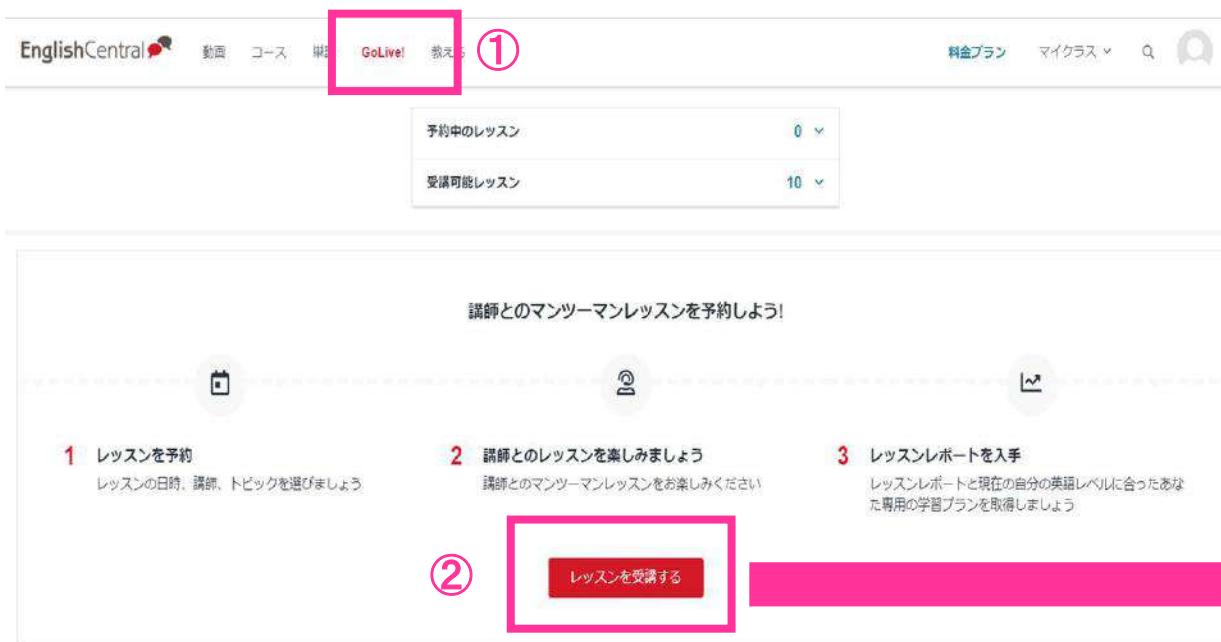 EnglishCentral 動画 コース 単 GoLive! 教える ①
料金プラン マイクラス
予約中のレッスン 0
受講可能レッスン 10
講師とのマンツーマンレッスンを予約しよう!
1 レッスンを予約
レッスンの日時、講師、トピックを選びましょう
2 講師とのレッスンを楽しみましょう
講師とのマンツーマンレッスンをお楽しみください
3 レッスンレポートを入手
レッスンレポートと現在の自分の英語レベルに合ったあな
た専用の学習プランを取得しましょう
② レッスンを受講する